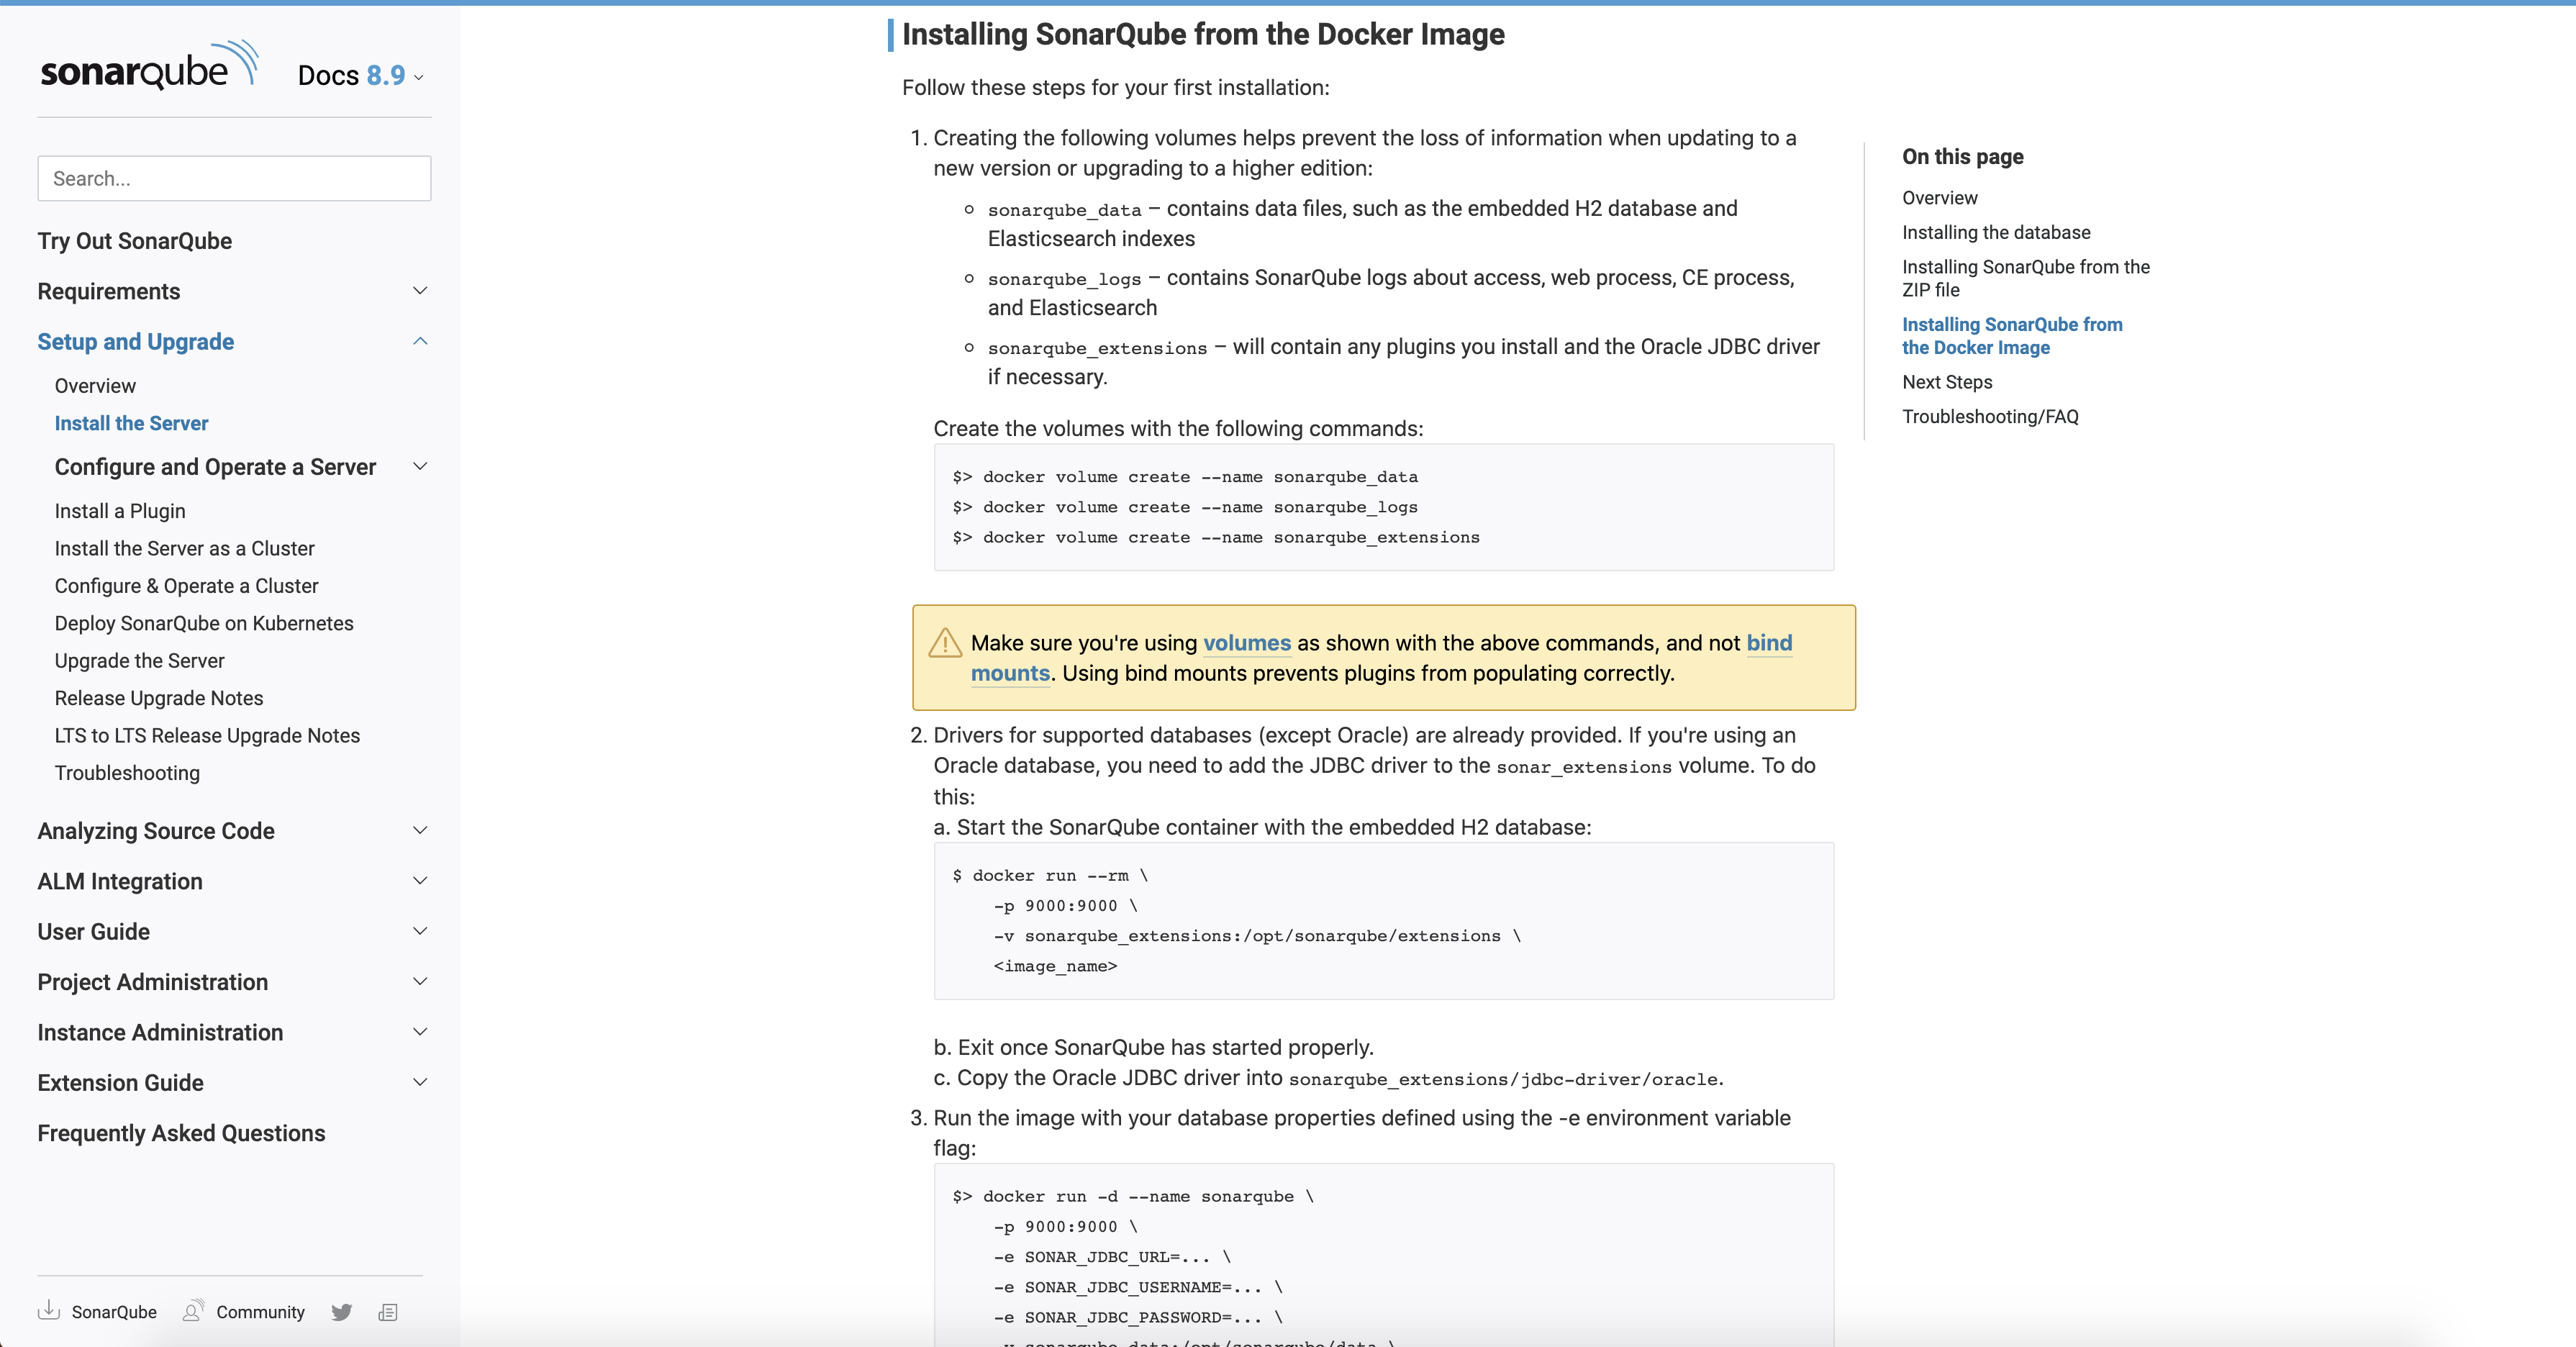 sonarqube
Docs 8.9
Search...
Try Out SonarQube
Requirements
Setup and Upgrade
Overview
Install the Server
Configure and Operate a Server
Install a Plugin
Install the Server as a Cluster
Configure & Operate a Cluster
Deploy SonarQube on Kubernetes
Upgrade the Server
Release Upgrade Notes
LTS to LTS Release Upgrade Notes
Troubleshooting
Analyzing Source Code
ALM Integration
User Guide
Project Administration
Instance Administration
Extension Guide
Frequently Asked Questions
SonarQube
Community
Installing SonarQube from the Docker Image
Follow these steps for your first installation:
1. Creating the following volumes helps prevent the loss of information when updating to a
new version or upgrading to a higher edition:
sonarqube_data – contains data files, such as the embedded H2 database and
Elasticsearch indexes
sonarqube_logs – contains SonarQube logs about access, web process, CE process,
and Elasticsearch
sonarqube_extensions – will contain any plugins you install and the Oracle JDBC driver
if necessary.
Create the volumes with the following commands:
$> docker volume create --name sonarqube_data
$> docker volume create --name sonarqube_logs
$> docker volume create --name sonarqube_extensions
Make sure you're using volumes as shown with the above commands, and not bind
mounts. Using bind mounts prevents plugins from populating correctly.
2. Drivers for supported databases (except Oracle) are already provided. If you're using an
Oracle database, you need to add the JDBC driver to the sonar_extensions volume. To do
this:
a. Start the SonarQube container with the embedded H2 database:
$ docker run --rm \
-p 9000:9000 \
-v sonarqube_extensions:/opt/sonarqube/extensions \
<image_name>
b. Exit once SonarQube has started properly.
c. Copy the Oracle JDBC driver into sonarqube_extensions/jdbc-driver/oracle.
3. Run the image with your database properties defined using the -e environment variable
flag:
$> docker run -d --name sonarqube \
-p 9000:9000 \
-e SONAR_JDBC_URL=... \
-e SONAR_JDBC_USERNAME=... \
-e SONAR_JDBC_PASSWORD=... \
-v sonarqube_data:/opt/sonarqube/data \
On this page
Overview
Installing the database
Installing SonarQube from the
ZIP file
Installing SonarQube from
the Docker Image
Next Steps
Troubleshooting/FAQ